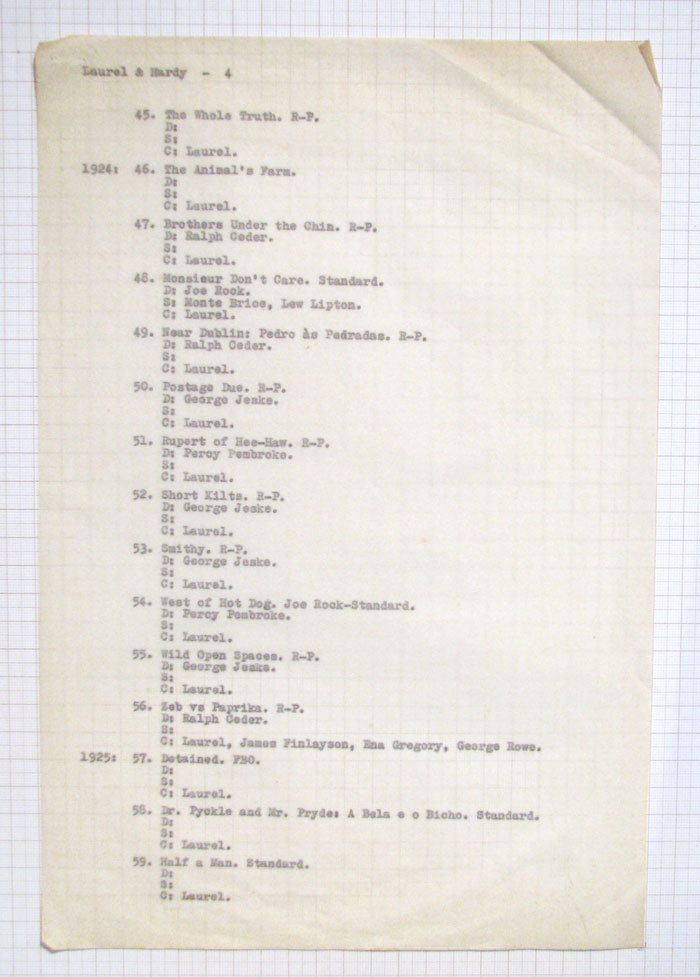 Laurel & Hardy - 4
45. The Whole Truth. R-P.
D:
S:
C: Laurel.
1924: 46. The Animal's Farm.
D:
S:
C: Laurel.
47. Brothers Under the Chin. R-P.
D: Ralph Ceder.
S:
C: Laurel.
48. Monsieur Don't Care. Standard.
D: Joe Rock.
S: Monte Brice, Lew Lipton.
C: Laurel.
49. Near Dublin: Pedro às Pedradas. R-P.
D: Ralph Ceder.
S:
C: Laurel.
50. Postage Due. R-P.
D: George Jeske.
S:
C: Laurel.
51. Rupert of Hee-Haw. R-P.
D: Percy Pembroke.
S:
C: Laurel.
52. Short Kilts. R-P.
D: George Jeske.
S:
C: Laurel.
53. Smithy. R-P.
D: George Jeske.
S:
C: Laurel.
54. West of Hot Dog. Joe Rock-Standard.
D: Percy Pembroke.
S:
C: Laurel.
55. Wild Open Spaces. R-P.
D: George Jeske.
S:
C: Laurel.
56. Zeb vs Paprika. R-P.
D: Ralph Ceder.
S:
C: Laurel, James Finlayson, Ena Gregory, George Rowe.
1925: 57. Detained. FBO.
D:
S:
C: Laurel.
58. Dr. Pyckle and Mr. Pryde: A Bela e o Bicho. Standard.
D:
S:
C: Laurel.
59. Half a Man. Standard.
D:
S:
C: Laurel.